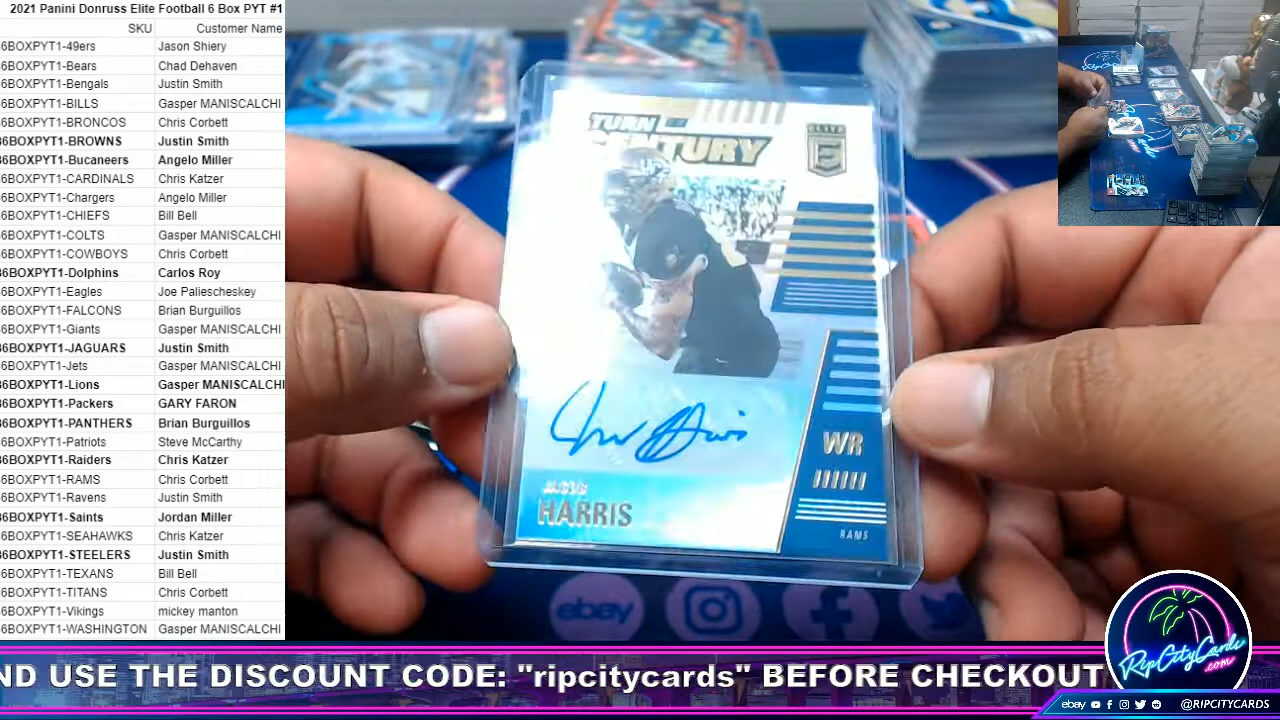 2021 Panini Donruss Elite Football 6 Box PYT #1
SKU Customer Name
6BOXPYT1-49ers Jason Shiery
6BOXPYT1-Bears Chad Dehaven
6BOXPYT1-Bengals Justin Smith
6BOXPYT1-BILLS Gasper MANISCALCHI
6BOXPYT1-BRONCOS Chris Corbett
6BOXPYT1-BROWNS Justin Smith
6BOXPYT1-Bucaneers Angelo Miller
6BOXPYT1-CARDINALS Chris Katzer
6BOXPYT1-Chargers Angelo Miller
6BOXPYT1-CHIEFS Bill Bell
6BOXPYT1-COLTS Gasper MANISCALCHI
6BOXPYT1-COWBOYS Chris Corbett
6BOXPYT1-Dolphins Carlos Roy
6BOXPYT1-Eagles Joe Paliescheskey
6BOXPYT1-FALCONS Brian Burguillos
6BOXPYT1-Giants Gasper MANISCALCHI
6BOXPYT1-JAGUARS Justin Smith
6BOXPYT1-Jets Gasper MANISCALCHI
6BOXPYT1-Lions Gasper MANISCALCHI
6BOXPYT1-Packers GARY FARON
6BOXPYT1-PANTHERS Brian Burguillos
6BOXPYT1-Patriots Steve McCarthy
6BOXPYT1-Raiders Chris Katzer
6BOXPYT1-RAMS Chris Corbett
6BOXPYT1-Ravens Justin Smith
6BOXPYT1-Saints Jordan Miller
6BOXPYT1-SEAHAWKS Chris Katzer
6BOXPYT1-STEELERS Justin Smith
6BOXPYT1-TEXANS Bill Bell
6BOXPYT1-TITANS Chris Corbett
6BOXPYT1-Vikings mickey manton
6BOXPYT1-WASHINGTON Gasper MANISCALCHI
TURN
CENTURY
ELITE
E
WR
JACOB
HARRIS
RAMS
ebay
ND USE THE DISCOUNT CODE: "ripcitycards" BEFORE CHECKOUT
RipCityCards
.com
ebay @RIPCITYCARDS